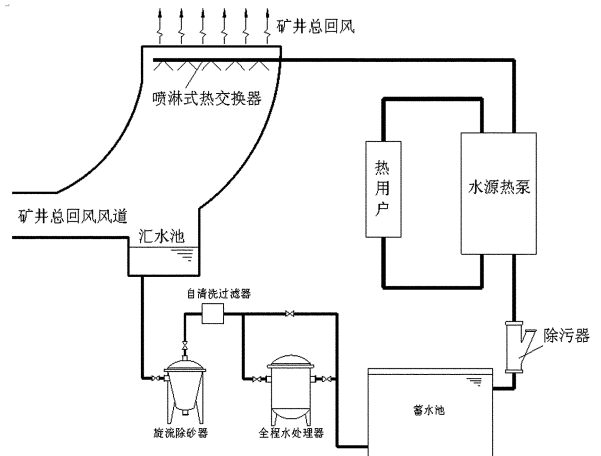 矿井总回风
喷淋式热交换器
热用户
水源热泵
矿井总回风风道
汇水池
自清洗过滤器
除污器
蓄水池
旋流除砂器
全程水处理器